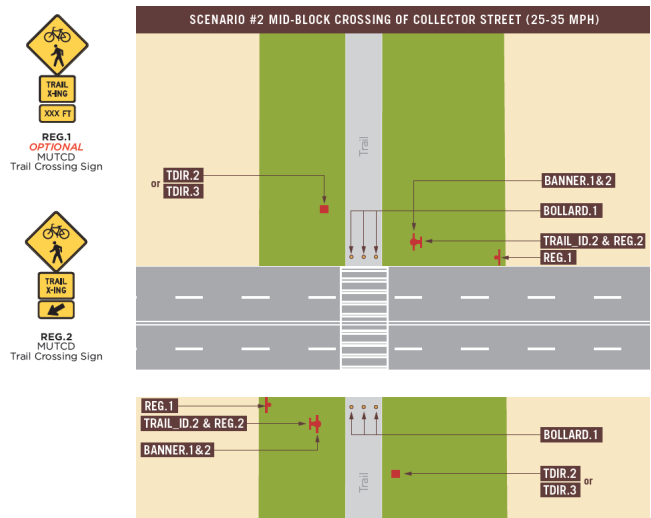 SCENARIO #2 MID-BLOCK CROSSING OF COLLECTOR STREET (25-35 MPH)
TRAIL
X-ING
XXX FT
REG.1
OPTIONAL
MUTCD
Trail Crossing Sign
TRAIL
X-ING
REG.2
MUTCD
Trail Crossing Sign
Trail
or
TDIR.2
TDIR.3
BANNER.1&2
BOLLARD.1
TRAIL_ID.2 & REG.2
REG.1
REG.1
TRAIL_ID.2 & REG.2
BANNER.1&2
Trail
BOLLARD.1
TDIR.2
TDIR.3
or